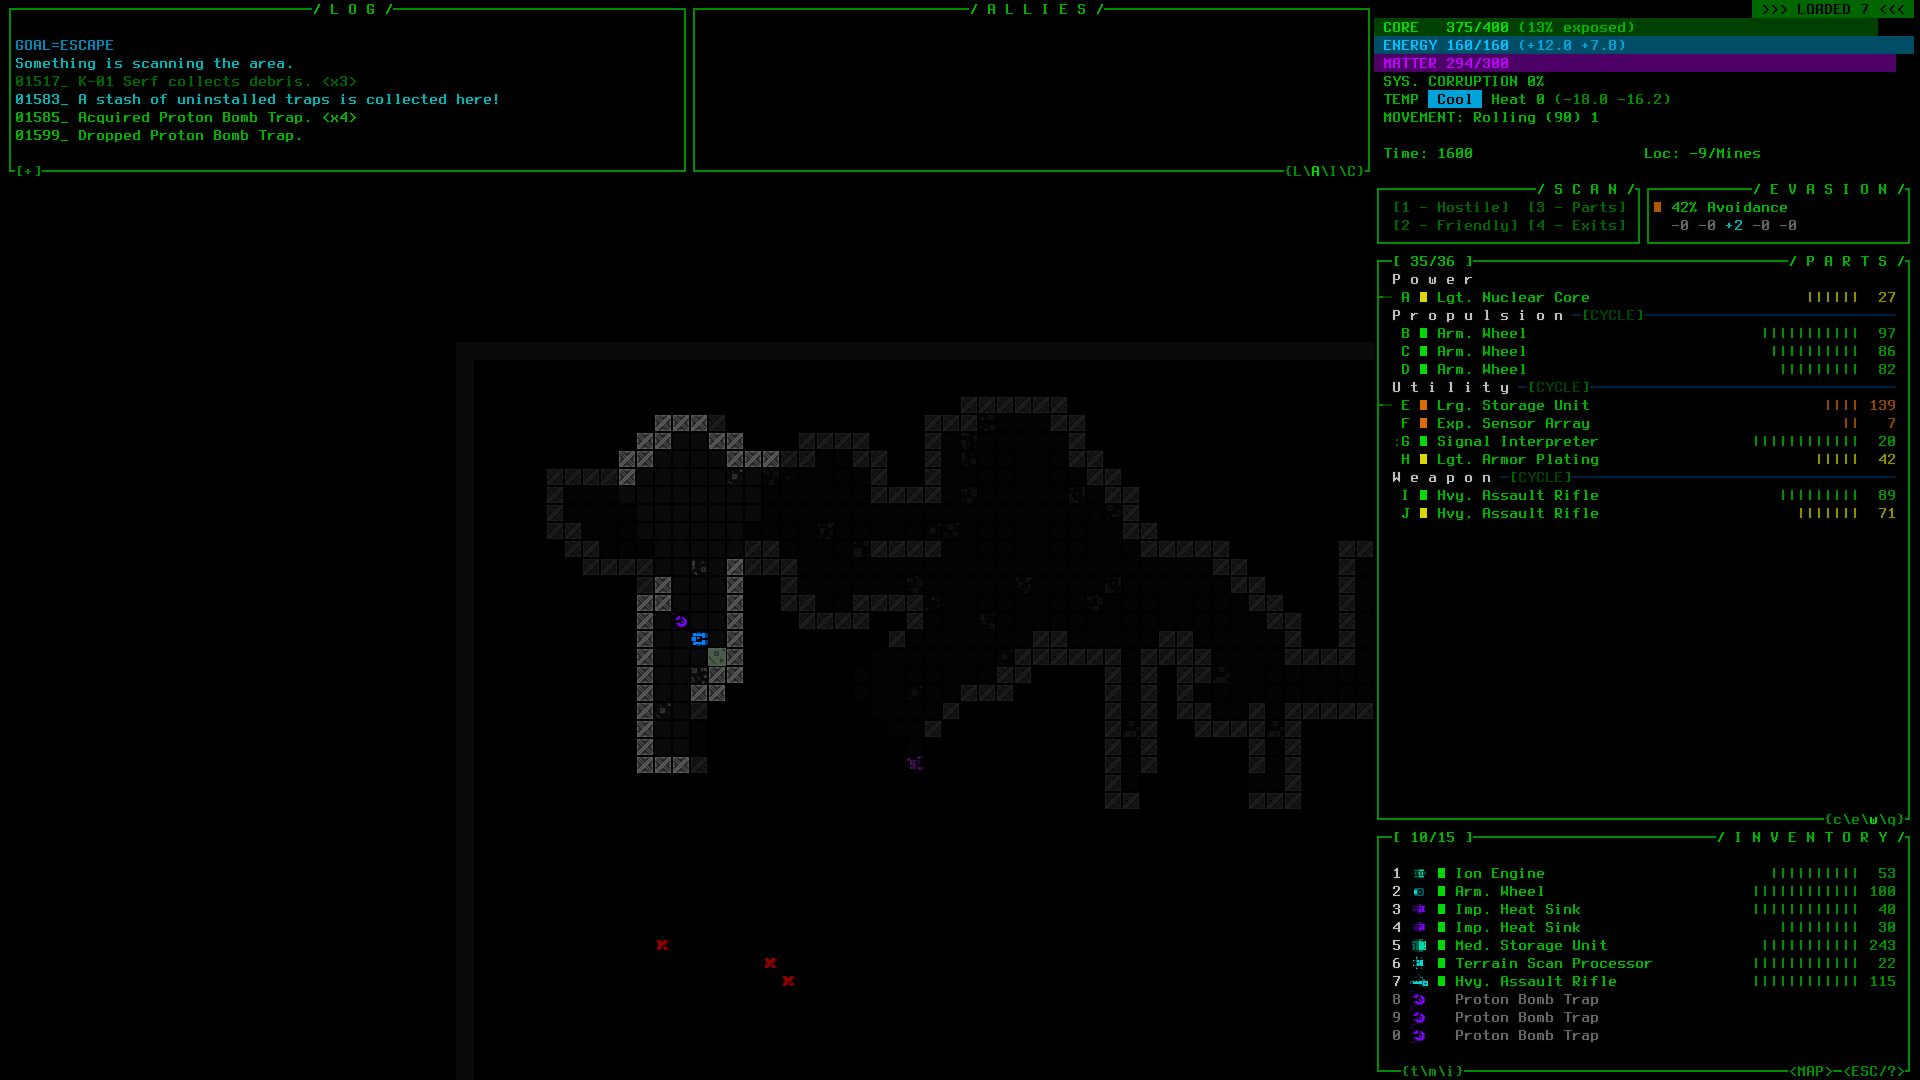 / L O G /
GOAL=ESCAPE
Something is scanning the area.
01517_ K-01 Serf collects debris. <x3>
01583_ A stash of uninstalled traps is collected here!
01585_ Acquired Proton Bomb Trap. <x4>
01599_ Dropped Proton Bomb Trap.
[+]
/ A L L I E S /
{L\A\I\C}
>>> LOADED 7 <<<
CORE 375/400 (13% exposed)
ENERGY 160/160 (+12.0 +7.8)
MATTER 294/300
SYS. CORRUPTION 0%
TEMP Cool Heat 0 (-18.0 -16.2)
MOVEMENT: Rolling (90) 1
Time: 1600 Loc: -9/Mines
/ S C A N /
[1 - Hostile] [3 - Parts]
[2 - Friendly] [4 - Exits]
/ E V A S I O N /
42% Avoidance
-0 -0 +2 -0 -0
[ 35/36 ] / P A R T S /
P o w e r
A Lgt. Nuclear Core 27
P r o p u l s i o n [CYCLE]
B Arm. Wheel 97
C Arm. Wheel 86
D Arm. Wheel 82
U t i l i t y [CYCLE]
E Lrg. Storage Unit 139
F Exp. Sensor Array 7
:G Signal Interpreter 20
H Lgt. Armor Plating 42
W e a p o n [CYCLE]
I Hvy. Assault Rifle 89
J Hvy. Assault Rifle 71
{c\e\w\q}
[ 10/15 ] / I N V E N T O R Y /
1 Ion Engine 53
2 Arm. Wheel 100
3 Imp. Heat Sink 40
4 Imp. Heat Sink 30
5 Med. Storage Unit 243
6 Terrain Scan Processor 22
7 Hvy. Assault Rifle 115
8 Proton Bomb Trap
9 Proton Bomb Trap
0 Proton Bomb Trap
{t\m\i} <MAP> <ESC/?>